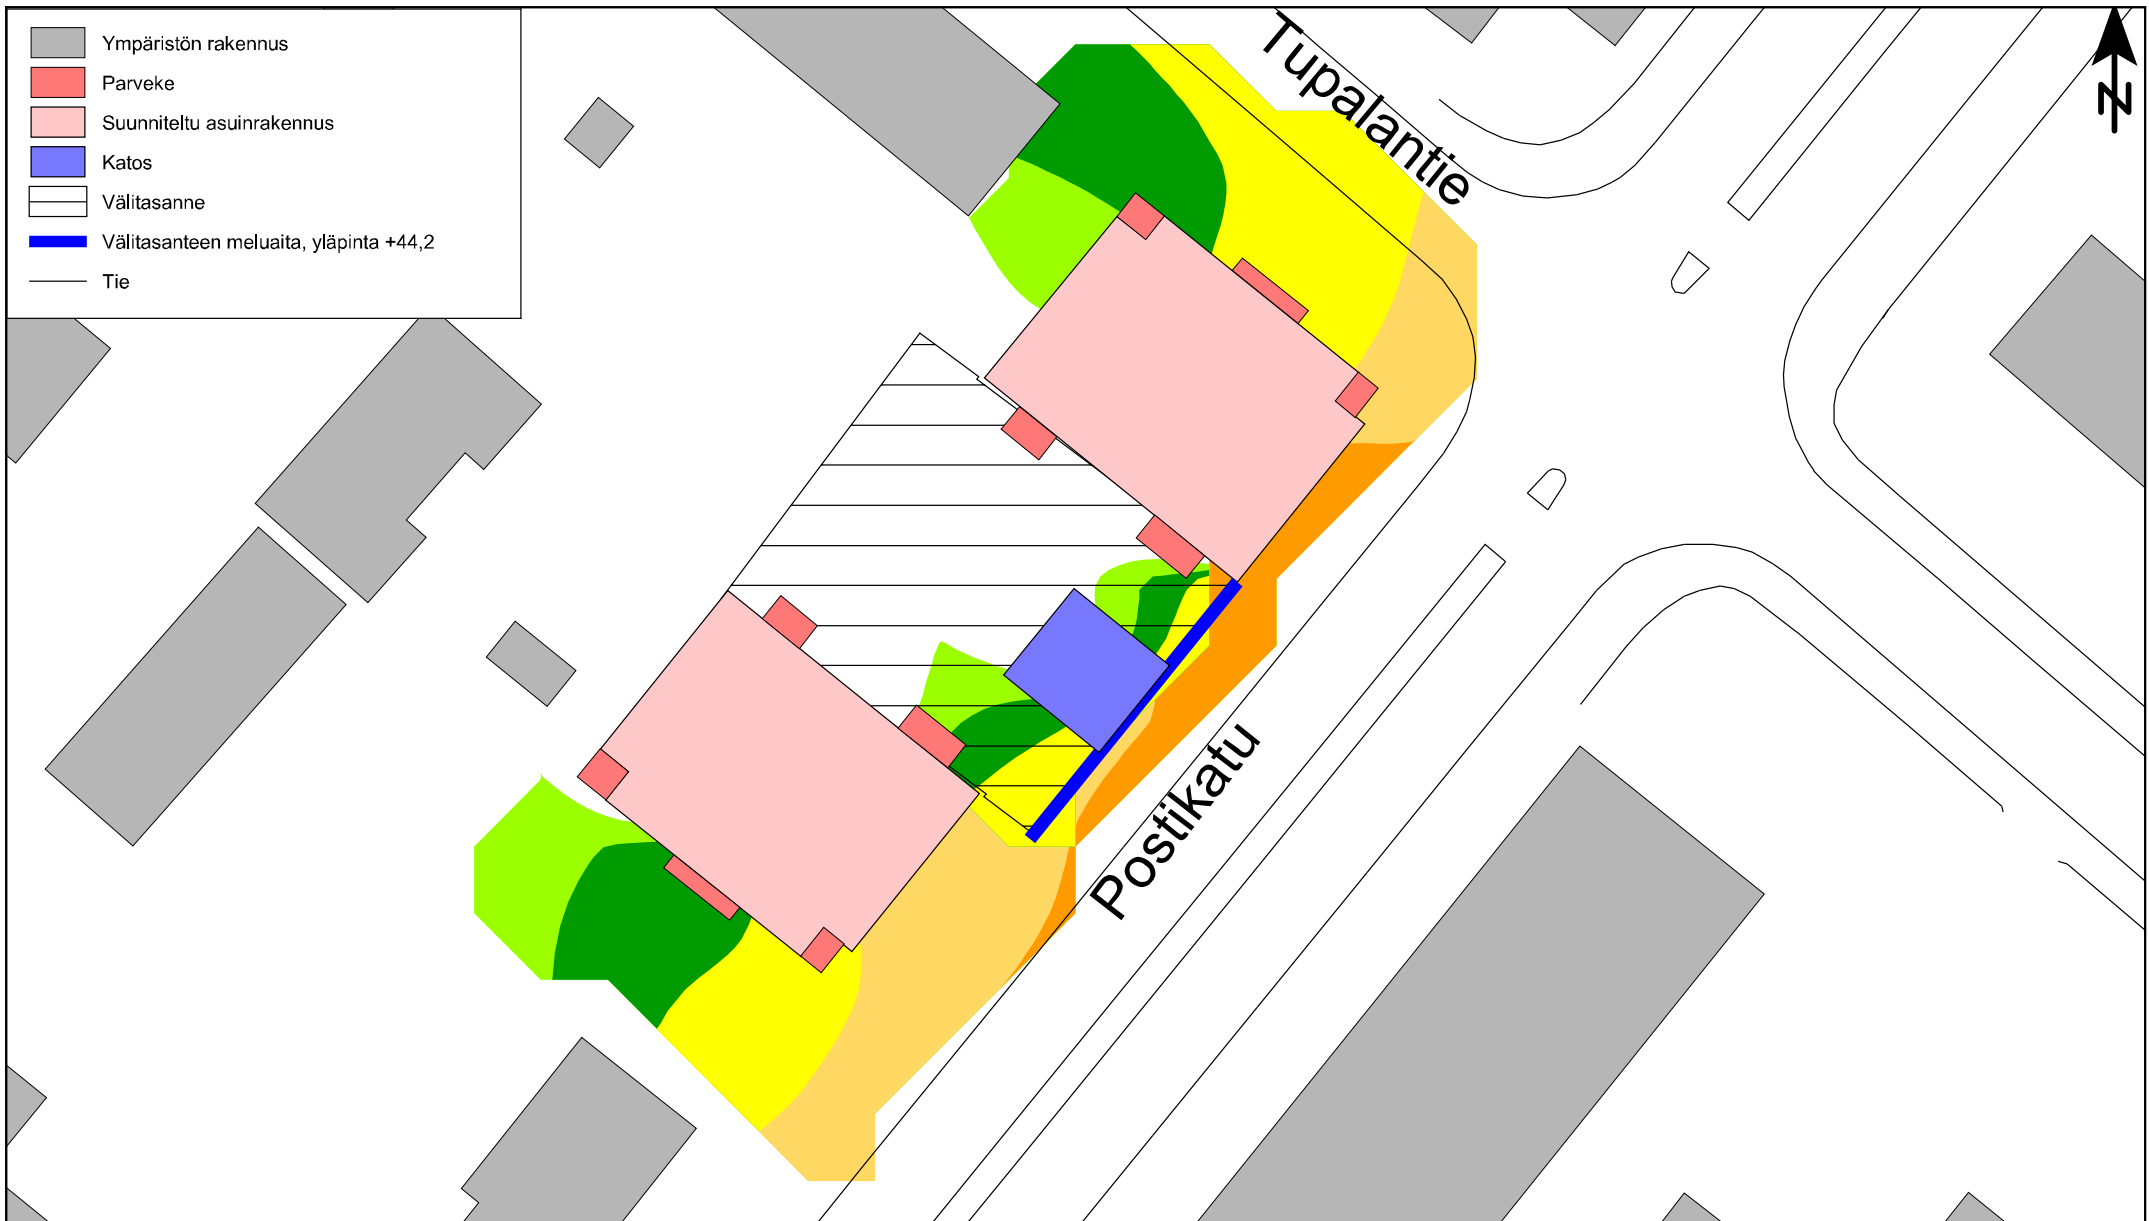 Ympäristön rakennus
Parveke
Suunniteltu asuinrakennus
Katos
Välitasanne
Välitasanteen meluaita, yläpinta +44,2
Tie
Tupalantie
Postikatu
N